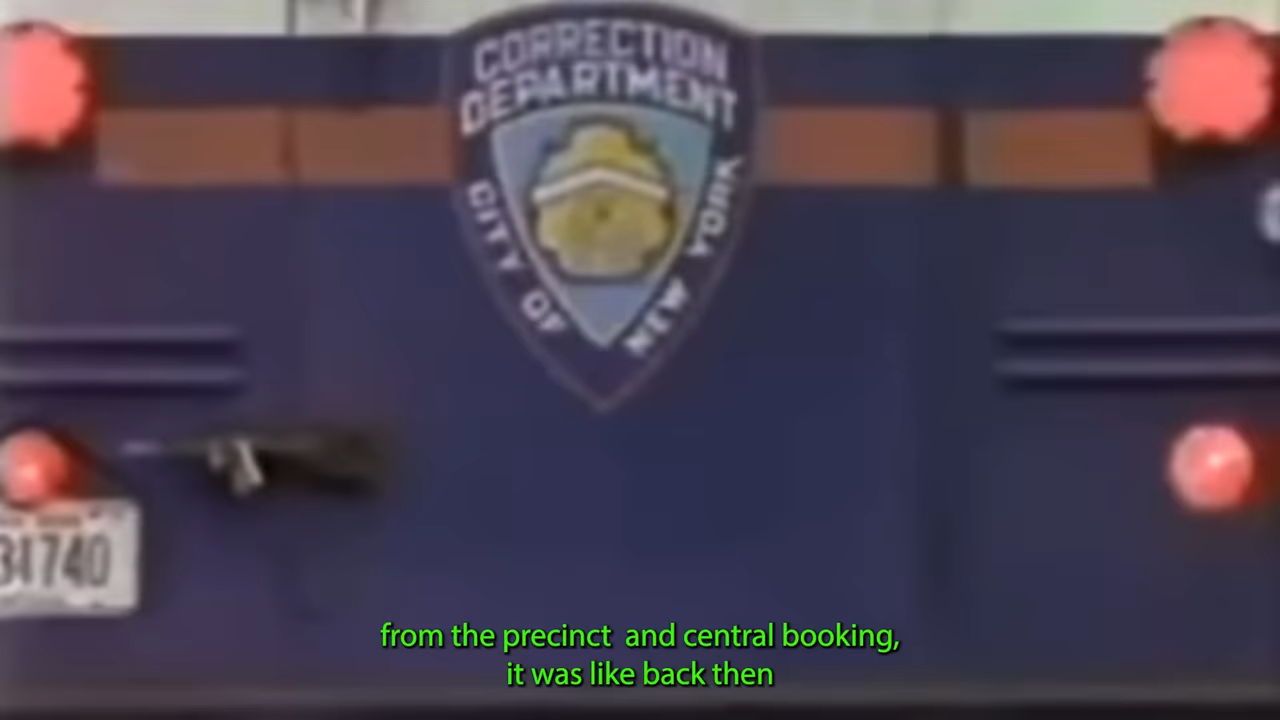 CORRECTION
DEPARTMENT
CITY OF
NEW YORK
31740
from the precinct and central booking,
it was like back then